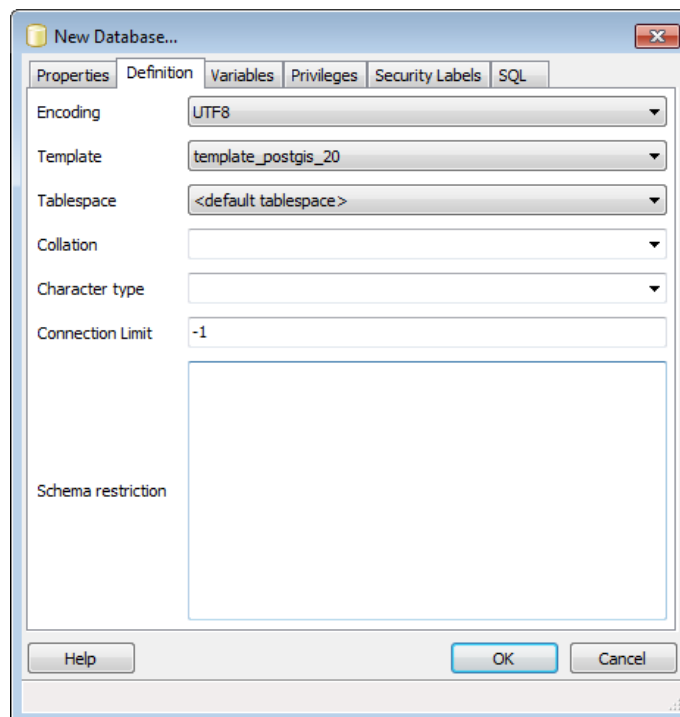 New Database...
Properties Definition Variables Privileges Security Labels SQL
Encoding UTF8
Template template_postgis_20
Tablespace <default tablespace>
Collation
Character type
Connection Limit -1
Schema restriction
Help OK Cancel